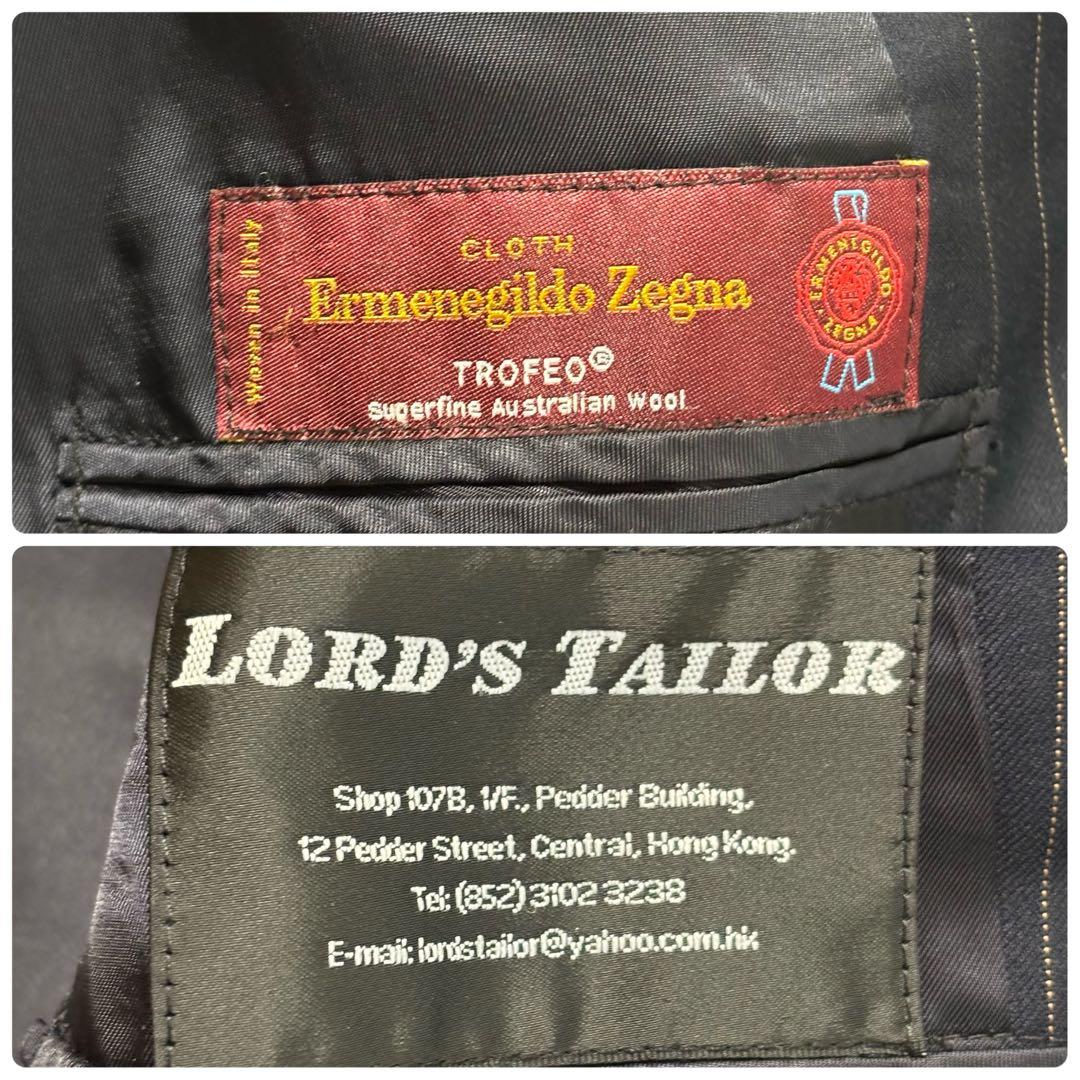 Woven in Italy
CLOTH
Ermenegildo Zegna
TROFEO®
Superfine Australian Wool
ERMENEGILDO
ZEGNA
LORD'S TAILOR
Shop 107B, 1/F., Pedder Building,
12 Pedder Street, Central, Hong Kong.
Tel: (852) 3102 3238
E-mail: lordstailor@yahoo.com.hk